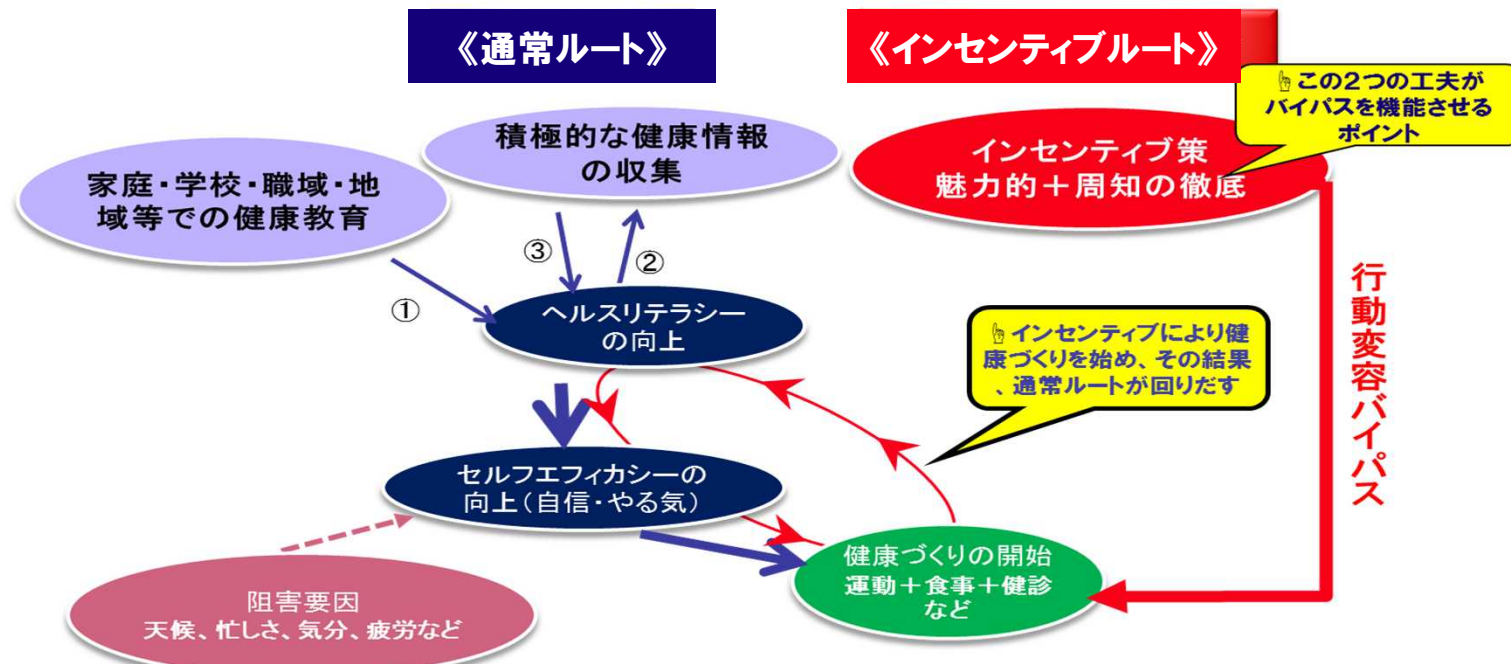 《通常ルート》
《インセンティブルート》
☝この2つの工夫が
バイパスを機能させる
ポイント
積極的な健康情報
の収集
インセンティブ策
魅力的＋周知の徹底
家庭・学校・職域・地
域等での健康教育
③
②
①
ヘルスリテラシー
の向上
☝インセンティブにより健
康づくりを始め、その結果
、通常ルートが回りだす
行動変容バイパス
セルフエフィカシーの
向上（自信・やる気）
健康づくりの開始
運動＋食事＋健診
など
阻害要因
天候、忙しさ、気分、疲労など